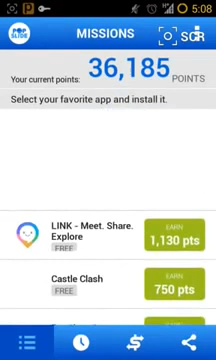 5:08
POP
SLIDE
MISSIONS
SCR
Your current points: 36,185 POINTS
Select your favorite app and install it.
LINK - Meet. Share.
Explore
FREE
EARN
1,130 pts
Castle Clash
FREE
EARN
750 pts
EARN